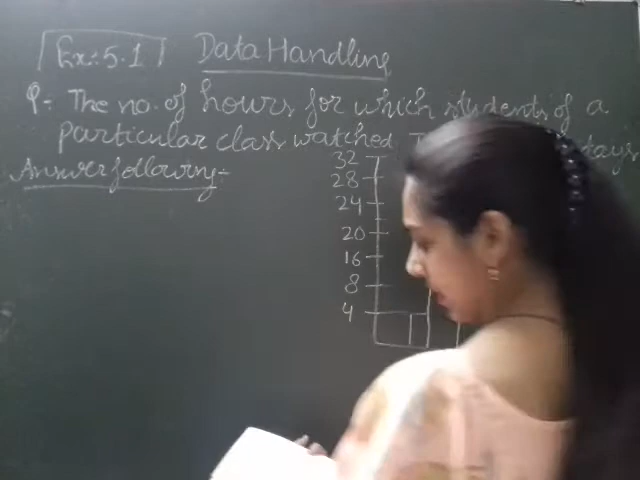 Ex:5.1 Data Handling
Q- The no. of hours for which students of a
particular class watched
Answer following-
32
28
24
20
16
8
4